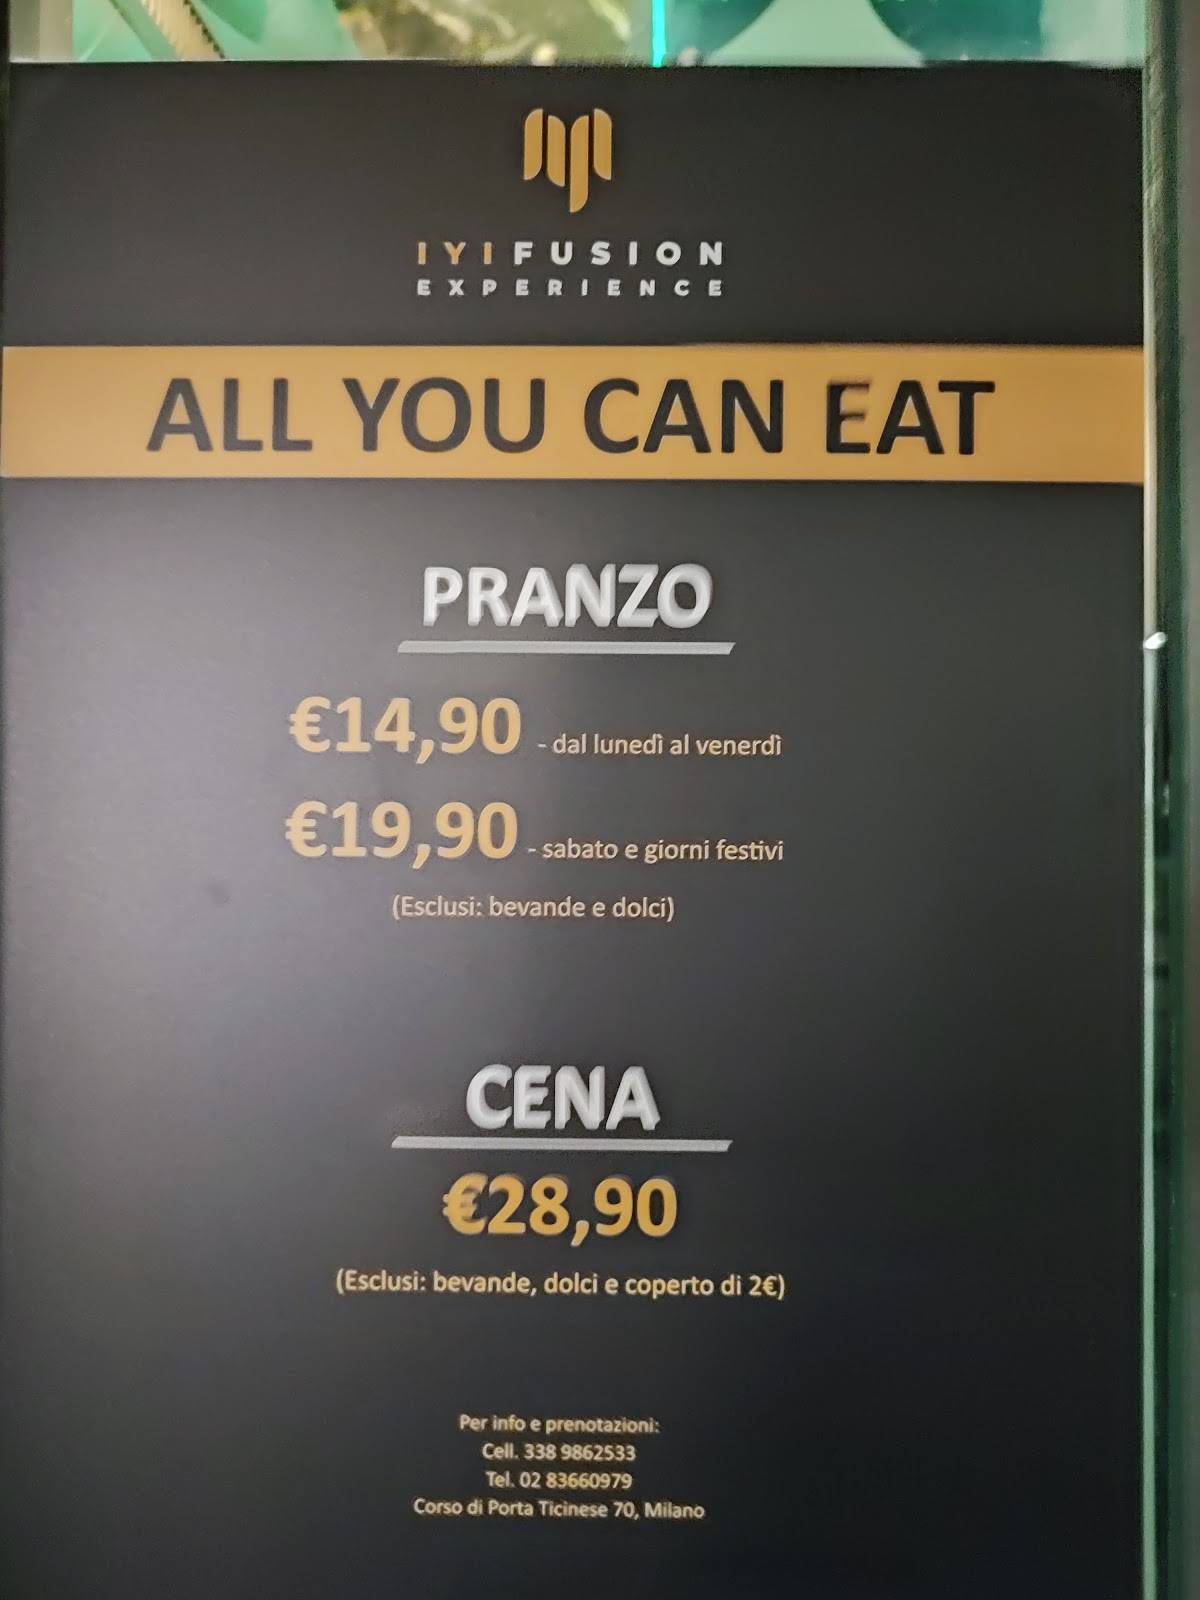 IYIFUSION
EXPERIENCE
ALL YOU CAN EAT
PRANZO
€14,90 - dal lunedì al venerdì
€19,90 - sabato e giorni festivi
(Esclusi: bevande e dolci)
CENA
€28,90
(Esclusi: bevande, dolci e coperto di 2€)
Per info e prenotazioni:
Cell. 338 9862533
Tel. 02 83660979
Corso di Porta Ticinese 70, Milano